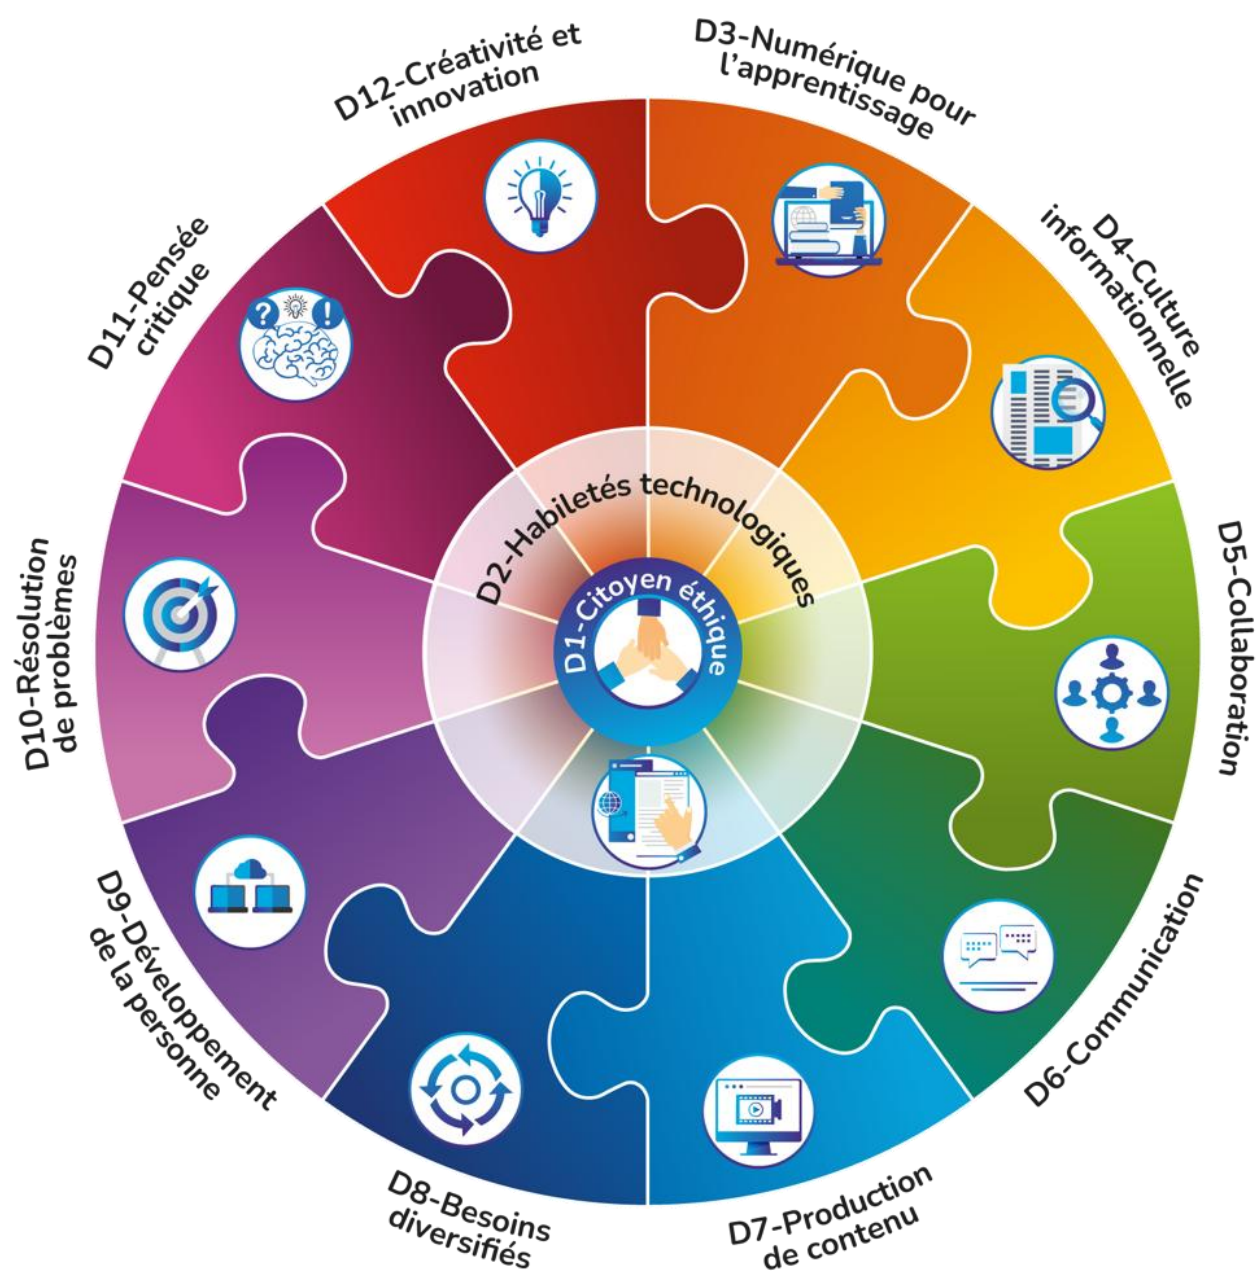 D12-Créativité et
innovation
D3-Numérique pour
l'apprentissage
D4-Culture
informationnelle
D5-Collaboration
D6-Communication
D7-Production
de contenu
D8-Besoins
diversifiés
D9-Développement
de la personne
D10-Résolution
de problèmes
D11-Pensée
critique
? !
D2-Habiletés technologiques
D1-Citoyen éthique